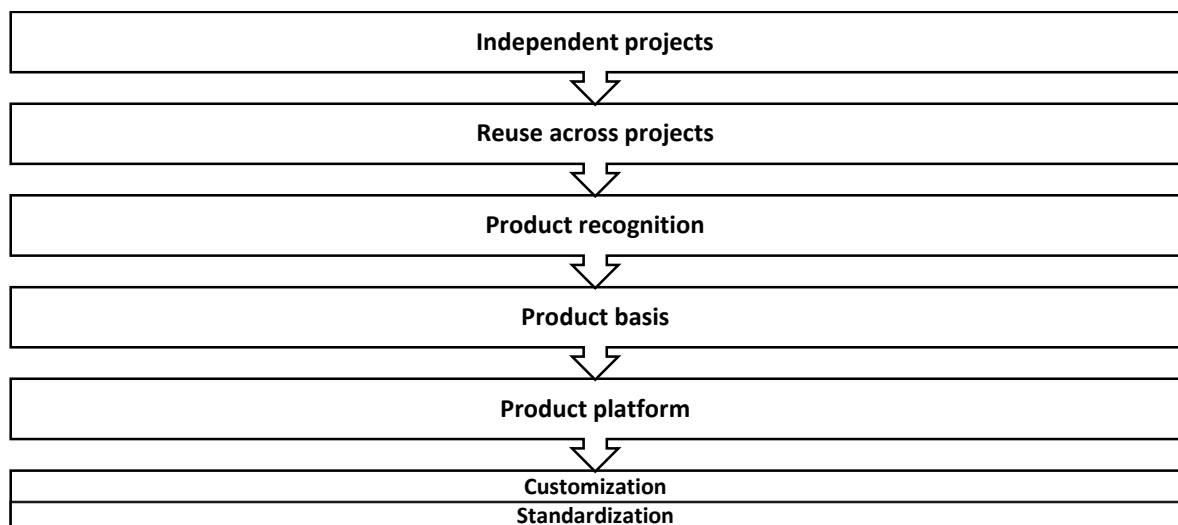 Independent projects
Reuse across projects
Product recognition
Product basis
Product platform
Customization
Standardization